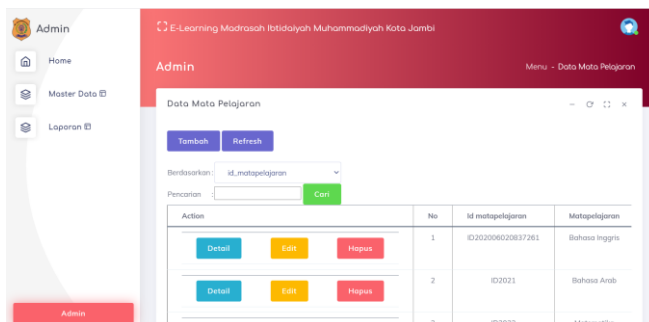 Admin
Home
Master Data
Laporan
Admin
E-Learning Madrasah Ibtidaiyah Muhammadiyah Kota Jambi
Admin
Menu - Data Mata Pelajaran
Data Mata Pelajaran
Tambah Refresh
Berdasarkan : id_matapelajaran
Pencarian : Cari
Action No Id matapelajaran Matapelajaran
Detail Edit Hapus 1 ID202006020837261 Bahasa Inggris
Detail Edit Hapus 2 ID2021 Bahasa Arab